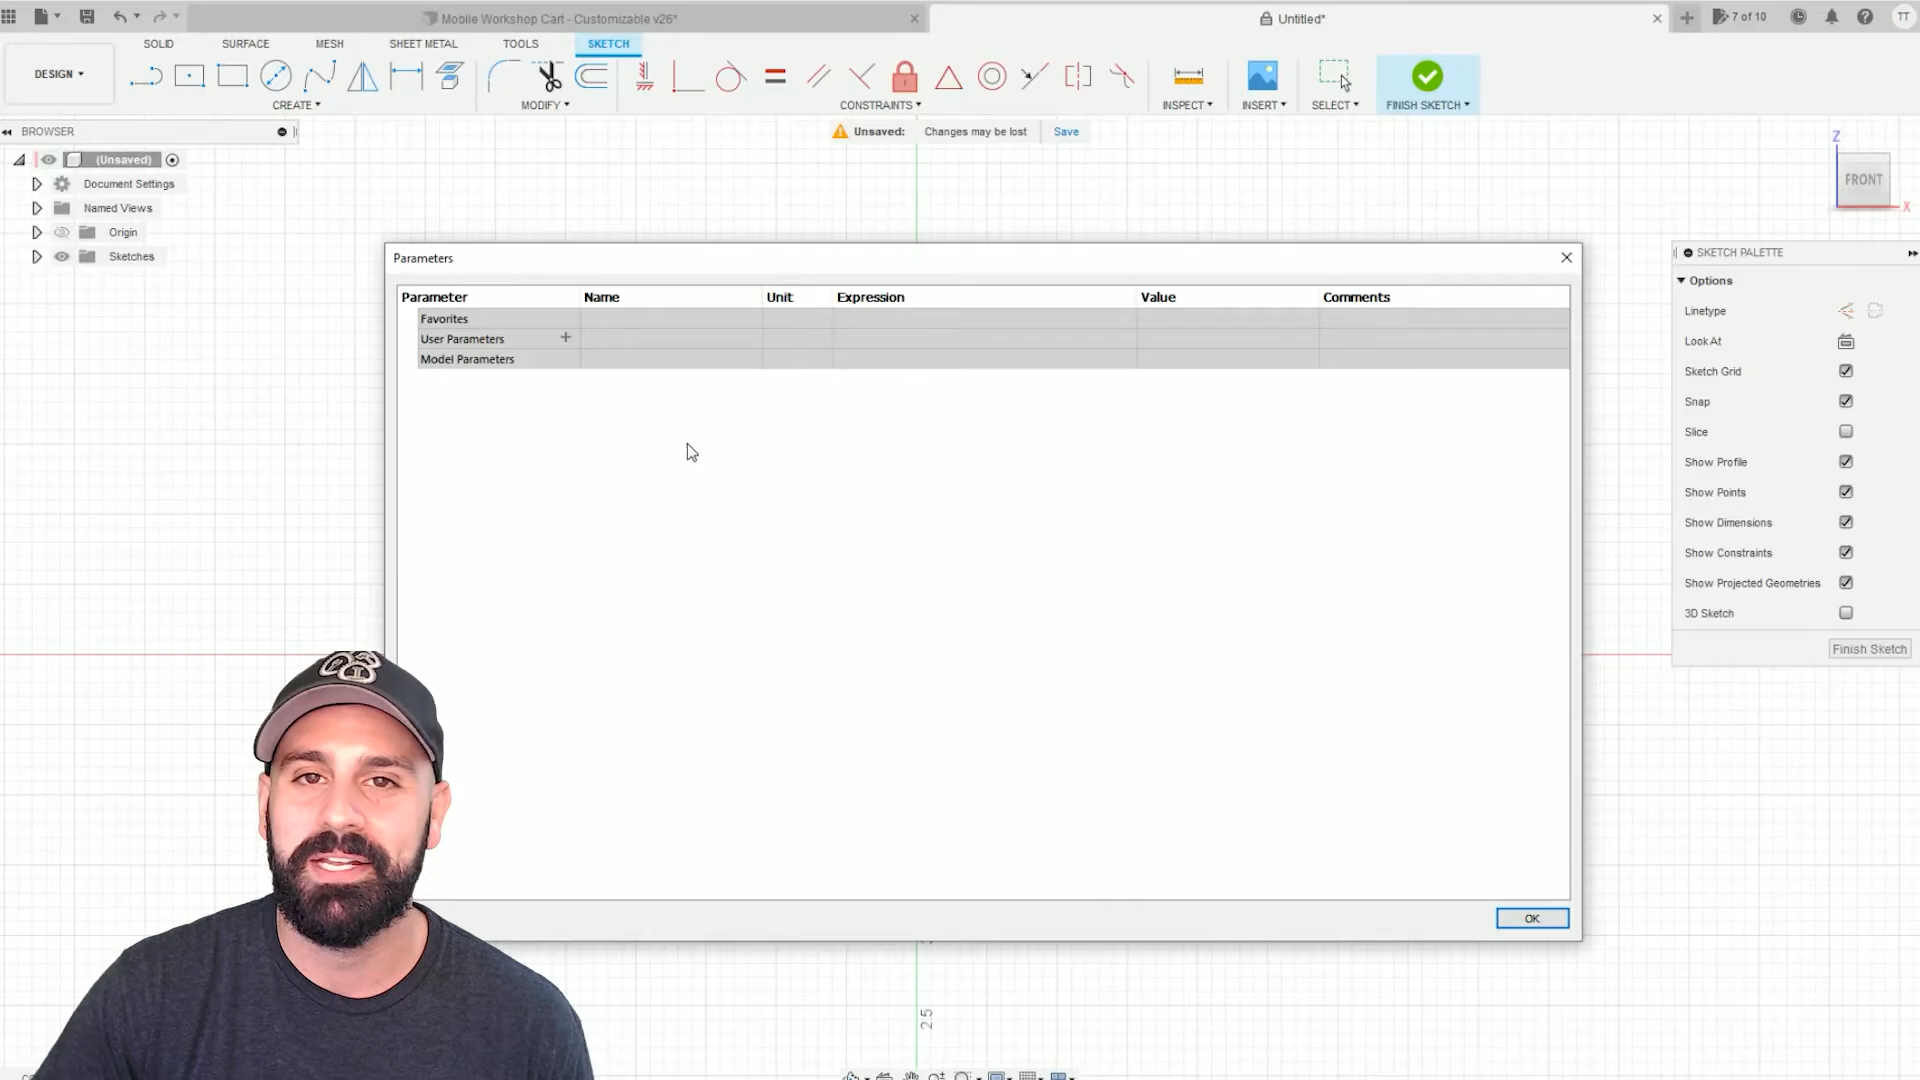 Mobile Workshop Cart - Customizable v26*
Untitled*
7 of 10
TT
SOLID
SURFACE
MESH
SHEET METAL
TOOLS
SKETCH
DESIGN
CREATE
MODIFY
CONSTRAINTS
INSPECT
INSERT
SELECT
FINISH SKETCH
BROWSER
Unsaved: Changes may be lost Save
(Unsaved)
Document Settings
Named Views
Origin
Sketches
Z
FRONT
X
Parameters
Parameter Name Unit Expression Value Comments
Favorites
User Parameters +
Model Parameters
OK
SKETCH PALETTE
Options
Linetype
Look At
Sketch Grid
Snap
Slice
Show Profile
Show Points
Show Dimensions
Show Constraints
Show Projected Geometries
3D Sketch
Finish Sketch
2.5